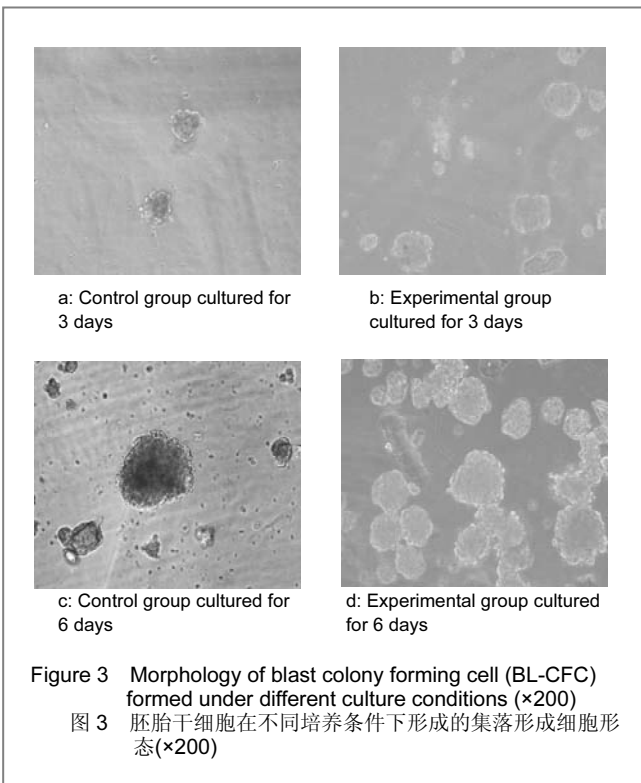 a: Control group cultured for
3 days
b: Experimental group
cultured for 3 days
c: Control group cultured for
6 days
d: Experimental group cultured
for 6 days
Figure 3 Morphology of blast colony forming cell (BL-CFC)
formed under different culture conditions (×200)
图 3 胚胎干细胞在不同培养条件下形成的集落形成细胞形
态(×200)